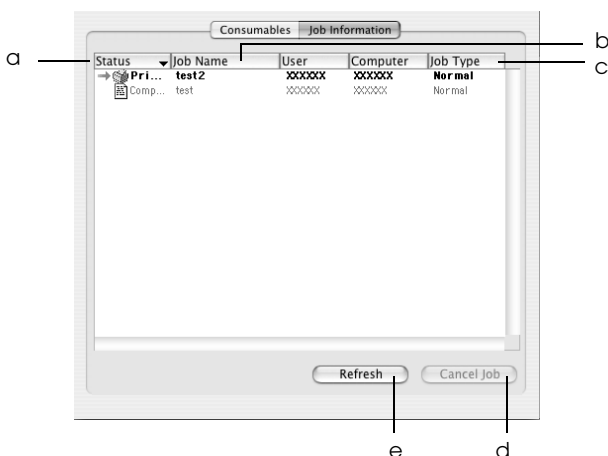 Consumables Job Information
b
a Status Job Name User Computer Job Type
c
Pri... test2 XXXXXX XXXXXX Normal
Comp... test XXXXXX XXXXXX Normal
Refresh Cancel Job
e d